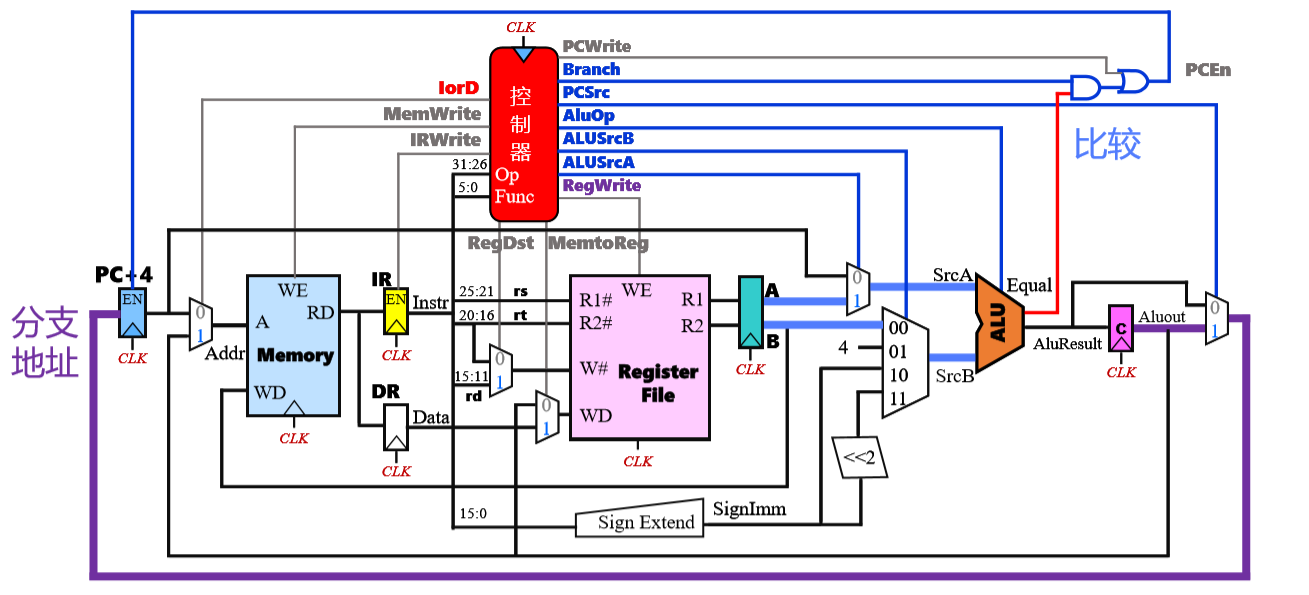 CLK
PCWrite
Branch
PCSrc
AluOp
ALUSrcB
ALUSrcA
RegWrite
PCEn
比较
IorD
MemWrite
IRWrite
控
制
器
31:26
Op
5:0
Func
RegDst
MemtoReg
PC+4
EN
CLK
分支
地址
0
1
Addr
WE
A
RD
Memory
WD
CLK
IR
EN
Instr
CLK
DR
Data
CLK
25:21
rs
20:16
rt
0
1
15:11
rd
0
1
WE
R1#
R1
R2#
R2
W#
Register
File
WD
CLK
A
B
CLK
0
1
SrcA
4
00
01
10
11
SrcB
<<2
15:0
Sign Extend
SignImm
ALU
Equal
AluResult
C
CLK
Aluout
0
1